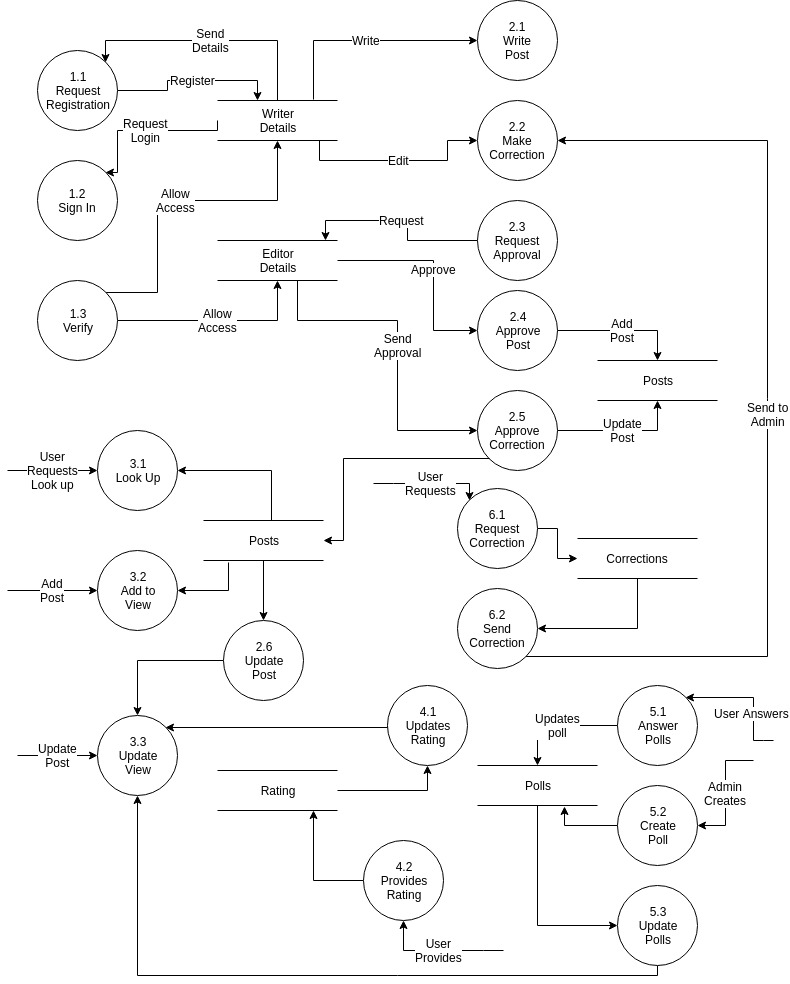 Send
Details
1.1
Request
Registration
Register
Write
2.1
Write
Post
Writer
Details
Request
Login
2.2
Make
Correction
Edit
1.2
Sign In
Allow
Access
Request
2.3
Request
Approval
Editor
Details
Approve
1.3
Verify
Allow
Access
Send
Approval
2.4
Approve
Post
Add
Post
Posts
Send to
Admin
2.5
Approve
Correction
Update
Post
User
Requests
Look up
3.1
Look Up
User
Requests
6.1
Request
Correction
Posts
Corrections
Add
Post
3.2
Add to
View
6.2
Send
Correction
2.6
Update
Post
Update
Post
3.3
Update
View
4.1
Updates
Rating
Updates
poll
5.1
Answer
Polls
User Answers
Rating
Polls
Admin
Creates
5.2
Create
Poll
4.2
Provides
Rating
User
Provides
5.3
Update
Polls